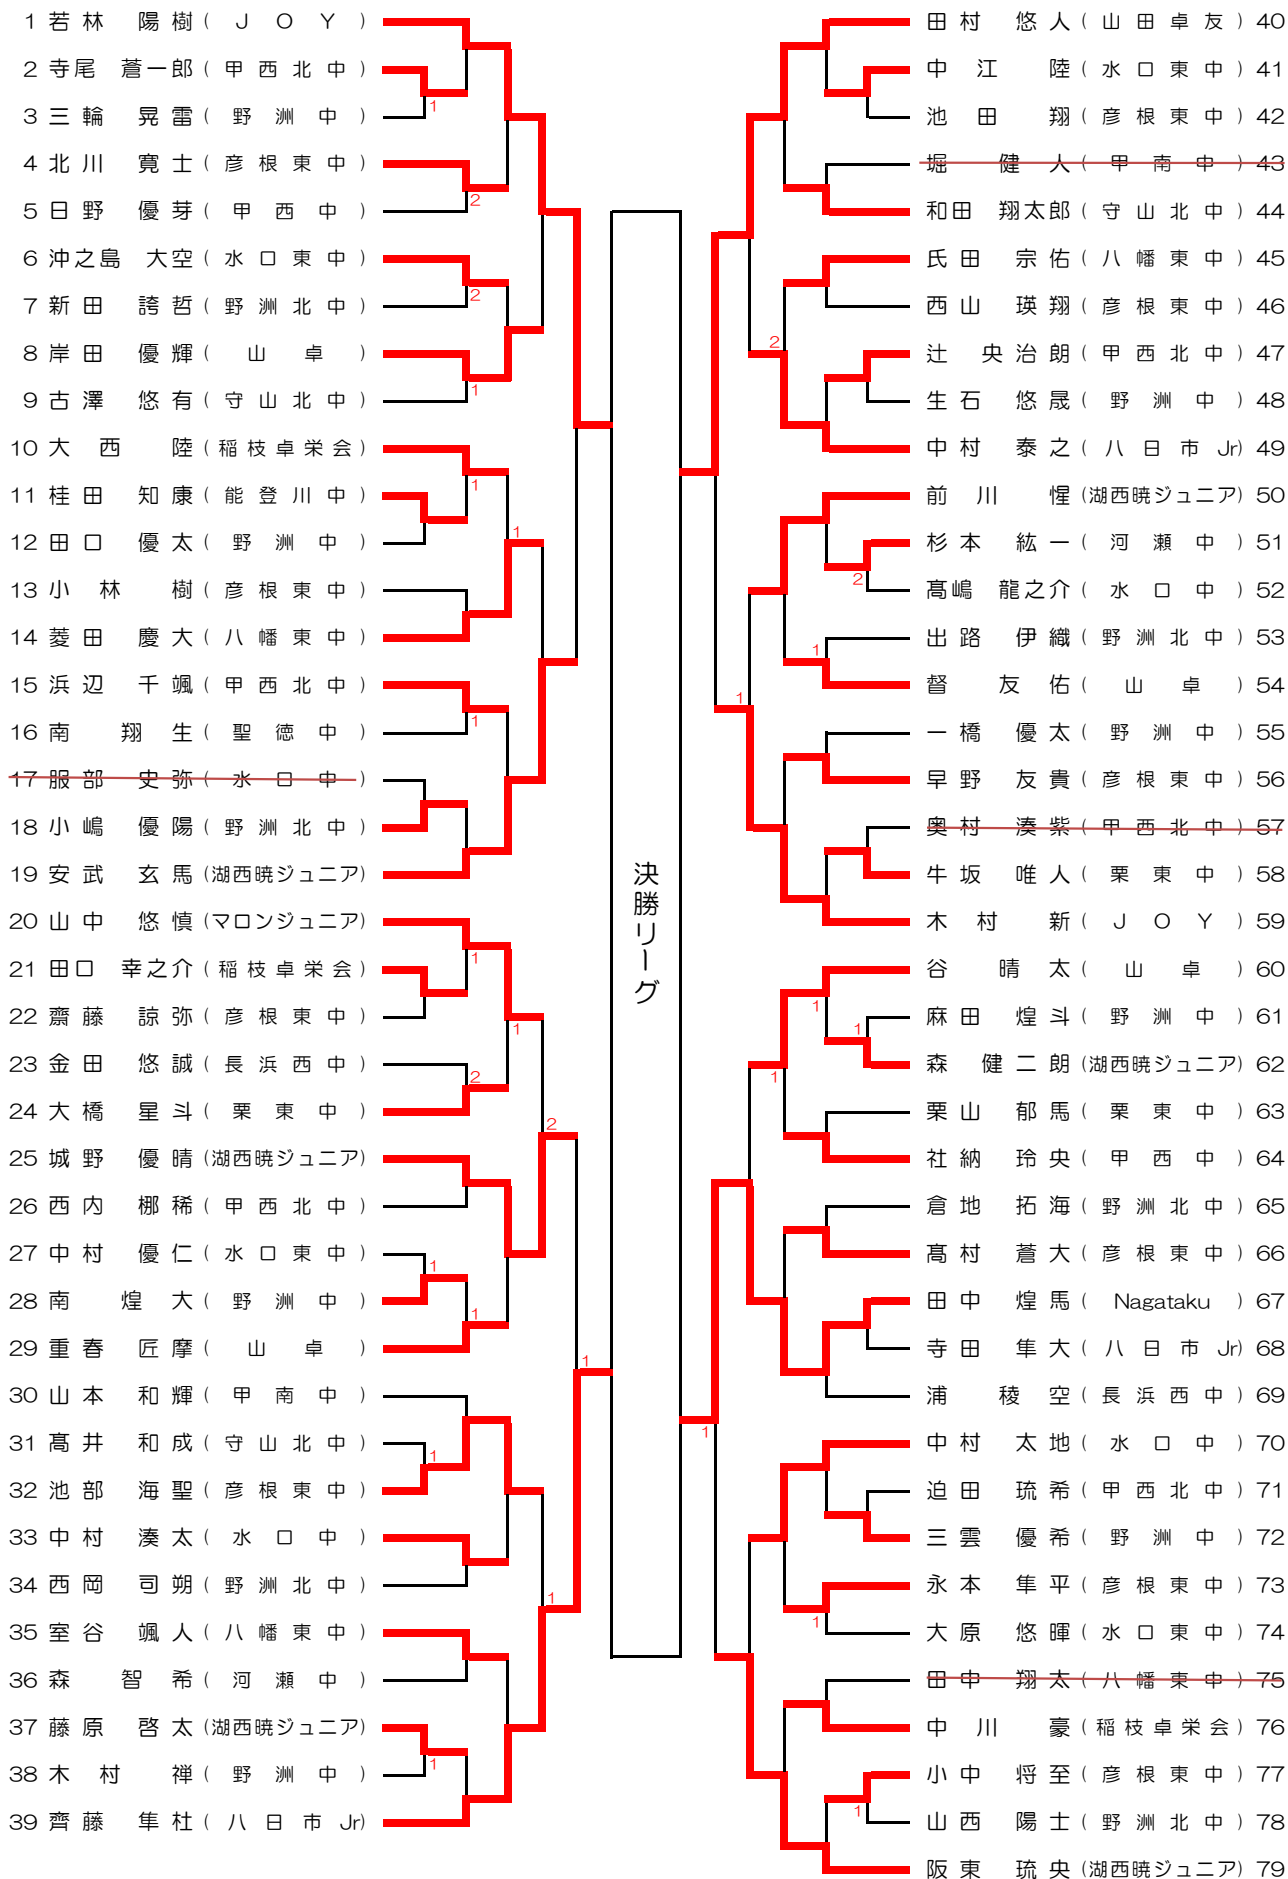 1 若林 陽樹 ( J O Y )
2 寺尾 蒼一郎 ( 甲西北中 )
3 三輪 晃雷 ( 野洲中 )
4 北川 寛士 ( 彦根東中 )
5 日野 優芽 ( 甲西中 )
6 沖之島 大空 ( 水口東中 )
7 新田 誇哲 ( 野洲北中 )
8 岸田 優輝 ( 山卓 )
9 古澤 悠有 ( 守山北中 )
10 大西 陸 ( 稲枝卓栄会 )
11 桂田 知康 ( 能登川中 )
12 田口 優太 ( 野洲中 )
13 小林 樹 ( 彦根東中 )
14 菱田 慶大 ( 八幡東中 )
15 浜辺 千颯 ( 甲西北中 )
16 南 翔生 ( 聖徳中 )
17 服部 史弥 ( 水口中 )
18 小嶋 優陽 ( 野洲北中 )
19 安武 玄馬 (湖西暁ジュニア)
20 山中 悠慎 (マロンジュニア)
21 田口 幸之介 ( 稲枝卓栄会 )
22 齋藤 諒弥 ( 彦根東中 )
23 金田 悠誠 ( 長浜西中 )
24 大橋 星斗 ( 栗東中 )
25 城野 優晴 (湖西暁ジュニア)
26 西内 梛稀 ( 甲西北中 )
27 中村 優仁 ( 水口東中 )
28 南 煌大 ( 野洲中 )
29 重春 匠摩 ( 山卓 )
30 山本 和輝 ( 甲南中 )
31 髙井 和成 ( 守山北中 )
32 池部 海聖 ( 彦根東中 )
33 中村 湊太 ( 水口中 )
34 西岡 司朔 ( 野洲北中 )
35 室谷 颯人 ( 八幡東中 )
36 森 智希 ( 河瀬中 )
37 藤原 啓太 (湖西暁ジュニア)
38 木村 禅 ( 野洲中 )
39 齊藤 隼杜 ( 八日市Jr)
決勝リーグ
田村 悠人 ( 山田卓友 ) 40
中江 陸 ( 水口東中 ) 41
池田 翔 ( 彦根東中 ) 42
堀 健人 ( 甲南中 ) 43
和田 翔太郎 ( 守山北中 ) 44
氏田 宗佑 ( 八幡東中 ) 45
西山 瑛翔 ( 彦根東中 ) 46
辻 央治朗 ( 甲西北中 ) 47
生石 悠晟 ( 野洲中 ) 48
中村 泰之 ( 八日市Jr) 49
前川 惺 (湖西暁ジュニア) 50
杉本 紘一 ( 河瀬中 ) 51
髙嶋 龍之介 ( 水口中 ) 52
出路 伊織 ( 野洲北中 ) 53
督 友佑 ( 山卓 ) 54
一橋 優太 ( 野洲中 ) 55
早野 友貴 ( 彦根東中 ) 56
奥村 湊紫 ( 甲西北中 ) 57
牛坂 唯人 ( 栗東中 ) 58
木村 新 ( J O Y ) 59
谷 晴太 ( 山卓 ) 60
麻田 煌斗 ( 野洲中 ) 61
森 健二朗 (湖西暁ジュニア) 62
栗山 郁馬 ( 栗東中 ) 63
社納 玲央 ( 甲西中 ) 64
倉地 拓海 ( 野洲北中 ) 65
髙村 蒼大 ( 彦根東中 ) 66
田中 煌馬 ( Nagataku ) 67
寺田 隼大 ( 八日市Jr) 68
浦 稜空 ( 長浜西中 ) 69
中村 太地 ( 水口中 ) 70
迫田 琉希 ( 甲西北中 ) 71
三雲 優希 ( 野洲中 ) 72
永本 隼平 ( 彦根東中 ) 73
大原 悠暉 ( 水口東中 ) 74
田中 翔太 ( 八幡東中 ) 75
中川 豪 ( 稲枝卓栄会 ) 76
小中 将至 ( 彦根東中 ) 77
山西 陽士 ( 野洲北中 ) 78
阪東 琉央 (湖西暁ジュニア) 79
1
2
2
1
1
1
1
1
1
2
2
1
1
1
1
1
1
2
2
1
1
1
1
1
1
1
1